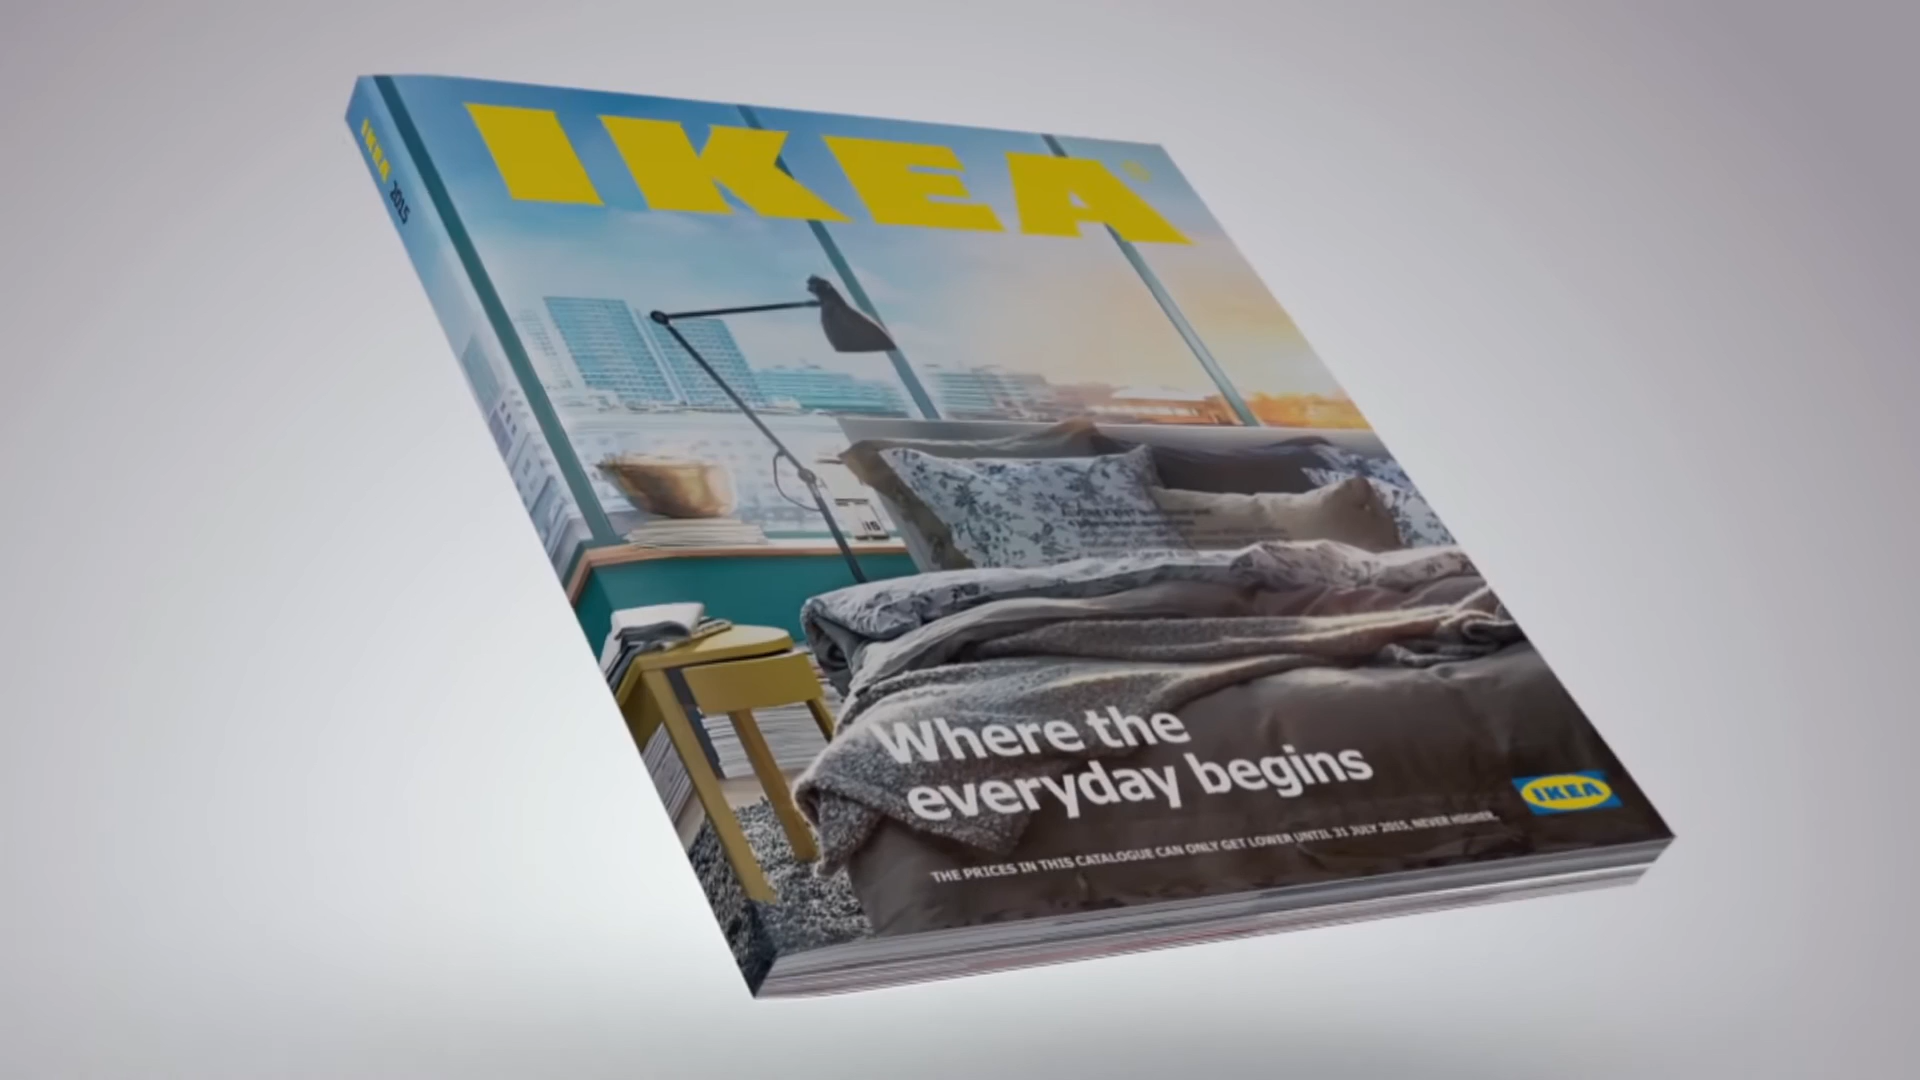 IKEA®
IKEA 2015
Where the
everyday begins
IKEA
THE PRICES IN THIS CATALOGUE CAN ONLY GET LOWER UNTIL 31 JULY 2015, NEVER HIGHER.